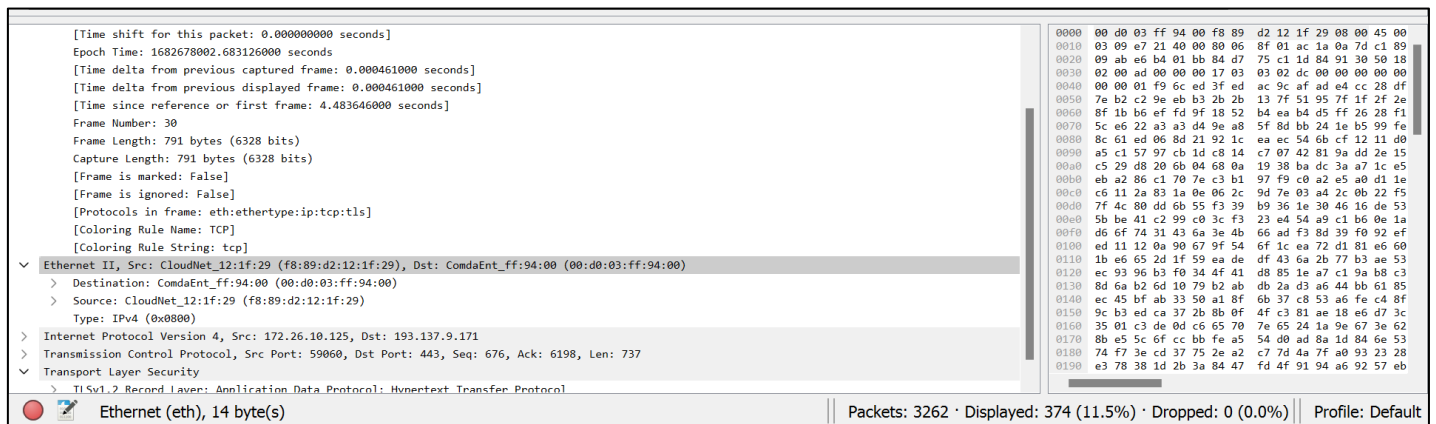 [Time shift for this packet: 0.000000000 seconds]
Epoch Time: 1682678002.683126000 seconds
[Time delta from previous captured frame: 0.000461000 seconds]
[Time delta from previous displayed frame: 0.000461000 seconds]
[Time since reference or first frame: 4.483646000 seconds]
Frame Number: 30
Frame Length: 791 bytes (6328 bits)
Capture Length: 791 bytes (6328 bits)
[Frame is marked: False]
[Frame is ignored: False]
[Protocols in frame: eth:ethertype:ip:tcp:tls]
[Coloring Rule Name: TCP]
[Coloring Rule String: tcp]
Ethernet II, Src: CloudNet_12:1f:29 (f8:89:d2:12:1f:29), Dst: ComdaEnt_ff:94:00 (00:d0:03:ff:94:00)
Destination: ComdaEnt_ff:94:00 (00:d0:03:ff:94:00)
Source: CloudNet_12:1f:29 (f8:89:d2:12:1f:29)
Type: IPv4 (0x0800)
Internet Protocol Version 4, Src: 172.26.10.125, Dst: 193.137.9.171
Transmission Control Protocol, Src Port: 59060, Dst Port: 443, Seq: 676, Ack: 6198, Len: 737
Transport Layer Security
TLSv1.2 Record Layer: Application Data Protocol: Hypertext Transfer Protocol
0000 00 d0 03 ff 94 00 f8 89 d2 12 1f 29 08 00 45 00
0010 03 09 e7 21 40 00 80 06 8f 01 ac 1a 0a 7d c1 89
0020 09 ab e6 b4 01 bb 84 d7 75 c1 1d 84 91 30 50 18
0030 02 00 ad 00 00 00 17 03 03 02 dc 00 00 00 00 00
0040 00 00 01 f9 6c ed 3f ed ac 9c af ad e4 cc 28 df
0050 7e b2 c2 9e eb b3 2b 2b 13 7f 51 95 7f 1f 2f 2e
0060 8f 1b b6 ef fd 9f 18 52 b4 ea b4 d5 ff 26 28 f1
0070 5c e6 22 a3 a3 d4 9e a8 5f 8d bb 24 1e b5 99 fe
0080 8c 61 ed 06 8d 21 92 1c ea ec 54 6b cf 12 11 d0
0090 a5 c1 57 97 cb 1d c8 14 c7 07 42 81 9a dd 2e 15
00a0 c5 29 d8 20 6b 04 68 0a 19 38 ba dc 3a a7 1c e5
00b0 eb a2 86 c1 70 7e c3 b1 97 f9 c0 a2 e5 a0 d1 1e
00c0 c6 11 2a 83 1a 0e 06 2c 9d 7e 03 a4 2c 0b 22 f5
00d0 7f 4c 80 dd 6b 55 f3 39 b9 36 1e 30 46 16 de 53
00e0 5b be 41 c2 99 c0 3c f3 23 e4 54 a9 c1 b6 0e 1a
00f0 d6 6f 74 31 43 6a 3e 4b 66 ad f3 8d 39 f0 92 ef
0100 ed 11 12 0a 90 67 9f 54 6f 1c ea 72 d1 81 e6 60
0110 1b e6 65 2d 1f 59 ea de df 43 6a 2b 77 b3 ae 53
0120 ec 93 96 b3 f0 34 4f 41 d8 85 1e a7 c1 9a b8 c3
0130 8d 6a b2 6d 10 79 b2 ab db 2a d3 a6 44 bb 61 85
0140 ec 45 bf ab 33 50 a1 8f 6b 37 c8 53 a6 fe c4 8f
0150 9c b3 ed ca 37 2b 8b 0f 4f c3 81 ae 18 e6 d7 3c
0160 35 01 c3 de 0d c6 65 70 7e 65 24 1a 9e 67 3e 62
0170 8b e5 5c 6f cc bb fe a5 54 d0 ad 8a 1d 84 6e 53
0180 74 f7 3e cd 37 75 2e a2 c7 7d 4a 7f a0 93 23 28
0190 e3 78 38 1d 2b 3a 84 47 fd 4f 91 94 a6 92 57 eb
Ethernet (eth), 14 byte(s)
Packets: 3262 · Displayed: 374 (11.5%) · Dropped: 0 (0.0%)
Profile: Default